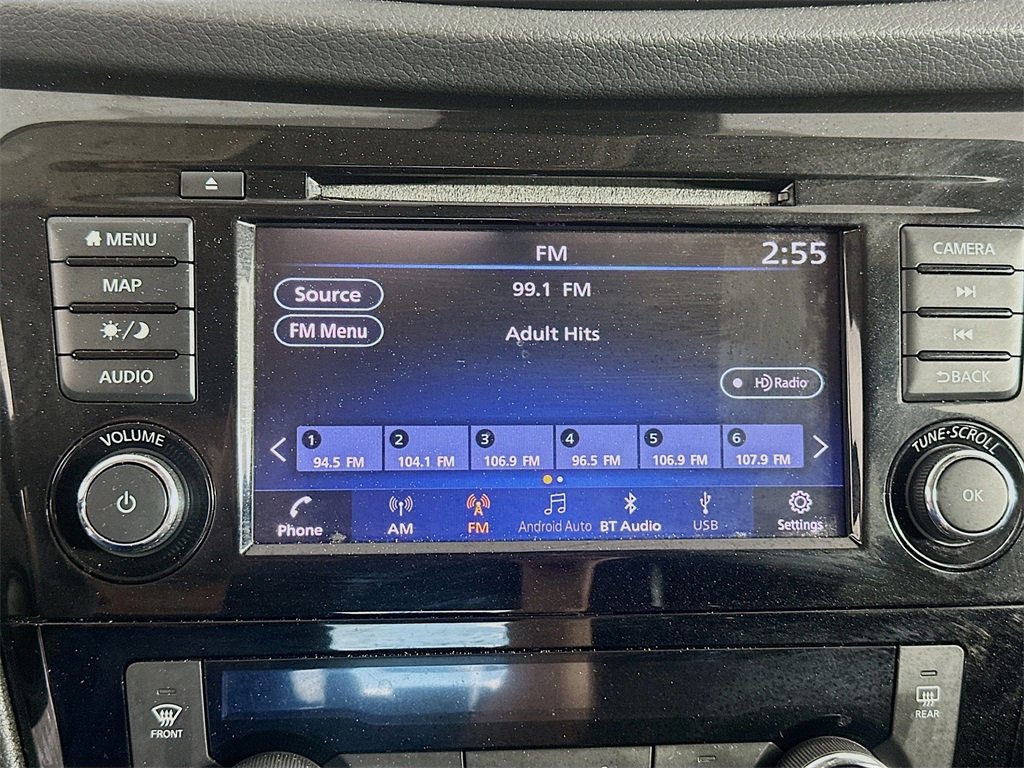 MENU
MAP
AUDIO
VOLUME
FM
2:55
Source
99.1 FM
FM Menu
Adult Hits
HD Radio
1
94.5 FM
2
104.1 FM
3
106.9 FM
4
96.5 FM
5
106.9 FM
6
107.9 FM
Phone
AM
FM
Android Auto
BT Audio
USB
Settings
CAMERA
BACK
TUNE•SCROLL
OK
FRONT
REAR